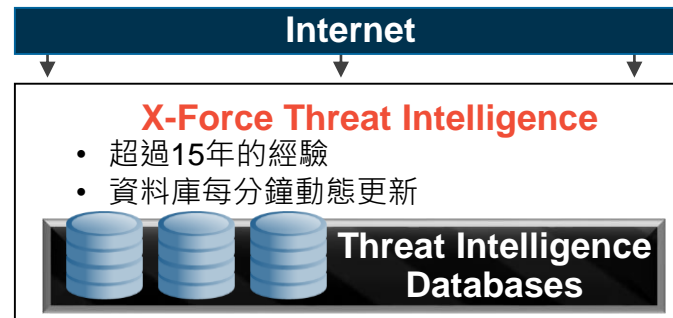 Internet
X-Force Threat Intelligence
• 超過15年的經驗
• 資料庫每分鐘動態更新
Threat Intelligence
Databases